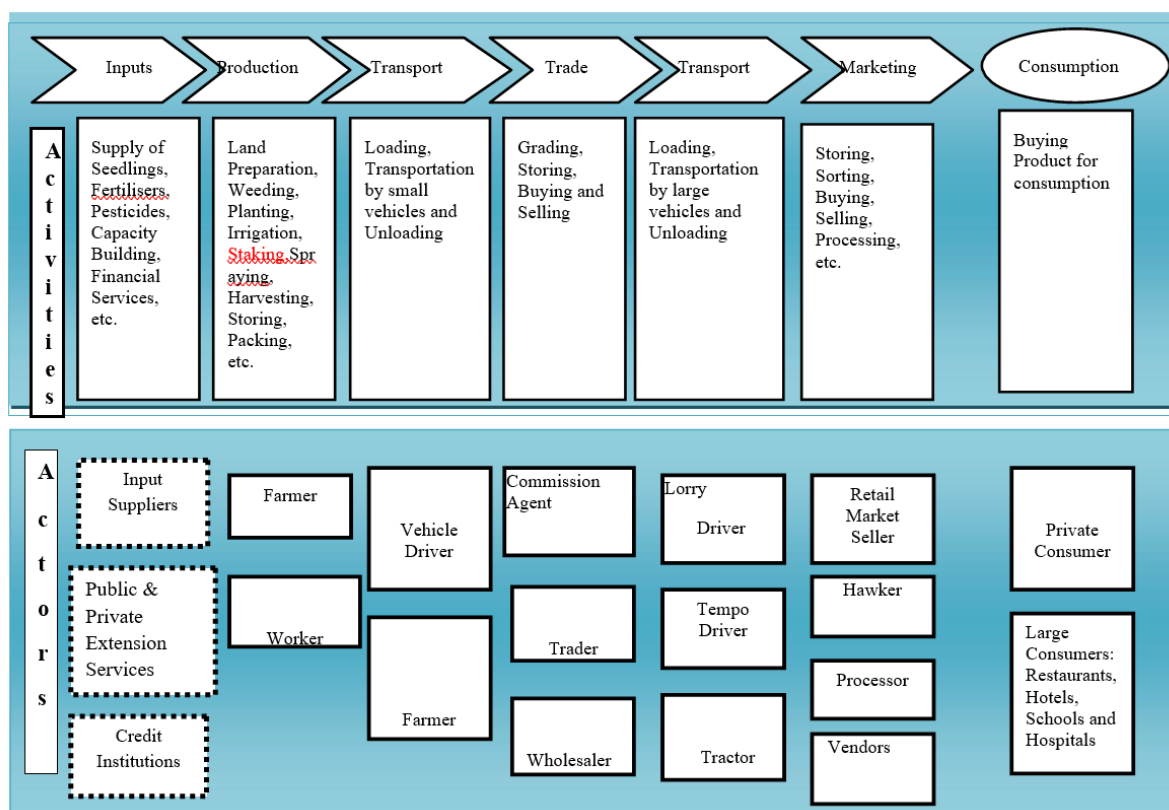 Inputs
Production
Transport
Trade
Transport
Marketing
Consumption
Activities
Supply of
Seedlings,
Fertilisers,
Pesticides,
Capacity
Building,
Financial
Services,
etc.
Land
Preparation,
Weeding,
Planting,
Irrigation,
Staking,Spr
aying,
Harvesting,
Storing,
Packing,
etc.
Loading,
Transportation
by small
vehicles and
Unloading
Grading,
Storing,
Buying and
Selling
Loading,
Transportation
by large
vehicles and
Unloading
Storing,
Sorting,
Buying,
Selling,
Processing,
etc.
Buying
Product for
consumption
Actors
Input
Suppliers
Public &
Private
Extension
Services
Credit
Institutions
Farmer
Worker
Vehicle
Driver
Farmer
Commission
Agent
Trader
Wholesaler
Lorry
Driver
Tempo
Driver
Tractor
Retail
Market
Seller
Hawker
Processor
Vendors
Private
Consumer
Large
Consumers:
Restaurants,
Hotels,
Schools and
Hospitals